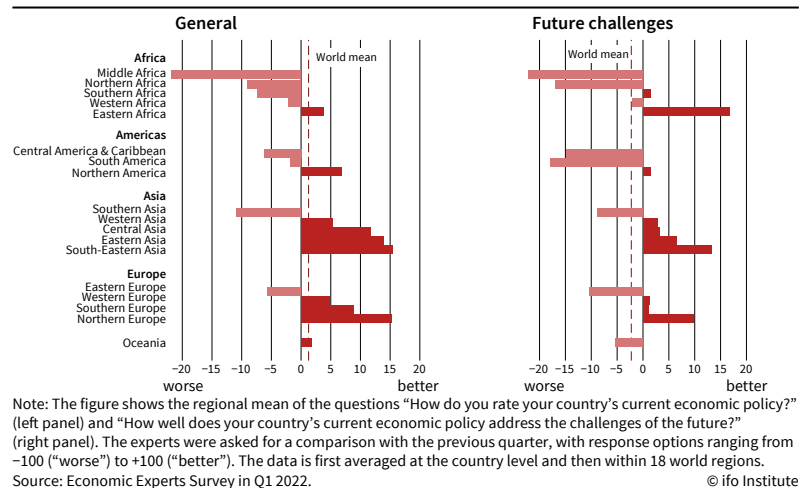 General
Future challenges
World mean
World mean
Africa
Middle Africa
Northern Africa
Southern Africa
Western Africa
Eastern Africa
Americas
Central America & Caribbean
South America
Northern America
Asia
Southern Asia
Western Asia
Central Asia
Eastern Asia
South-Eastern Asia
Europe
Eastern Europe
Western Europe
Southern Europe
Northern Europe
Oceania
−20 −15 −10 −5 0 5 10 15 20
−20 −15 −10 −5 0 5 10 15 20
worse better
worse better
Note: The figure shows the regional mean of the questions “How do you rate your country’s current economic policy?”
(left panel) and “How well does your country’s current economic policy address the challenges of the future?”
(right panel). The experts were asked for a comparison with the previous quarter, with response options ranging from
−100 (“worse”) to +100 (“better”). The data is first averaged at the country level and then within 18 world regions.
Source: Economic Experts Survey in Q1 2022. © ifo Institute